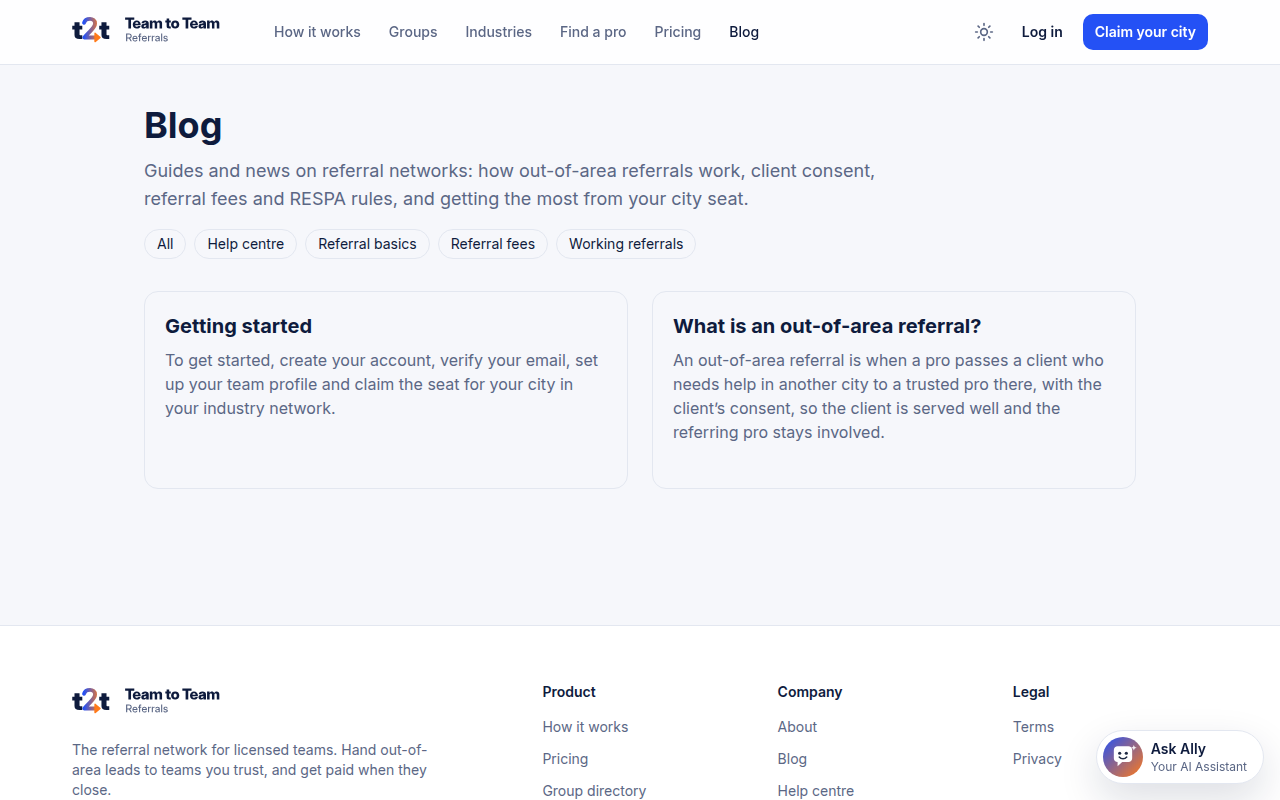 t2t Team to Team
Referrals
How it works
Groups
Industries
Find a pro
Pricing
Blog
Log in
Claim your city
Blog
Guides and news on referral networks: how out-of-area referrals work, client consent,
referral fees and RESPA rules, and getting the most from your city seat.
All
Help centre
Referral basics
Referral fees
Working referrals
Getting started
To get started, create your account, verify your email, set
up your team profile and claim the seat for your city in
your industry network.
What is an out-of-area referral?
An out-of-area referral is when a pro passes a client who
needs help in another city to a trusted pro there, with the
client’s consent, so the client is served well and the
referring pro stays involved.
t2t Team to Team
Referrals
The referral network for licensed teams. Hand out-of-
area leads to teams you trust, and get paid when they
close.
Product
How it works
Pricing
Group directory
Company
About
Blog
Help centre
Legal
Terms
Privacy
Ask Ally
Your AI Assistant